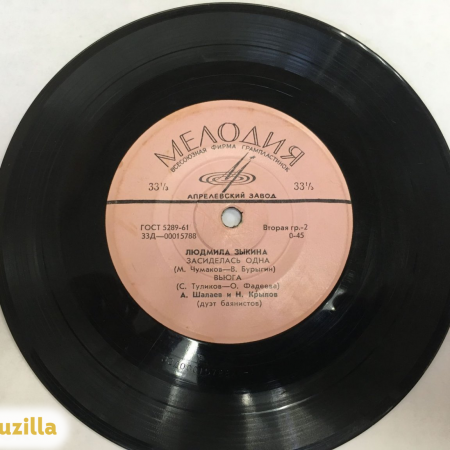 МЕЛОДИЯ
ВСЕСОЮЗНАЯ ФИРМА ГРАМПЛАСТИНОК
33⅓ 33⅓
АПРЕЛЕВСКИЙ ЗАВОД
ГОСТ 5289-61 Вторая гр.-2
33Д—00015788 0-45
ЛЮДМИЛА ЗЫКИНА
ЗАСИДЕЛАСЬ ОДНА
(М. Чумаков—В. Бурыгин)
ВЬЮГА
(С. Туликов—О. Фадеева)
А. Шалаев и Н. Крылов
(дуэт баянистов)
uzilla